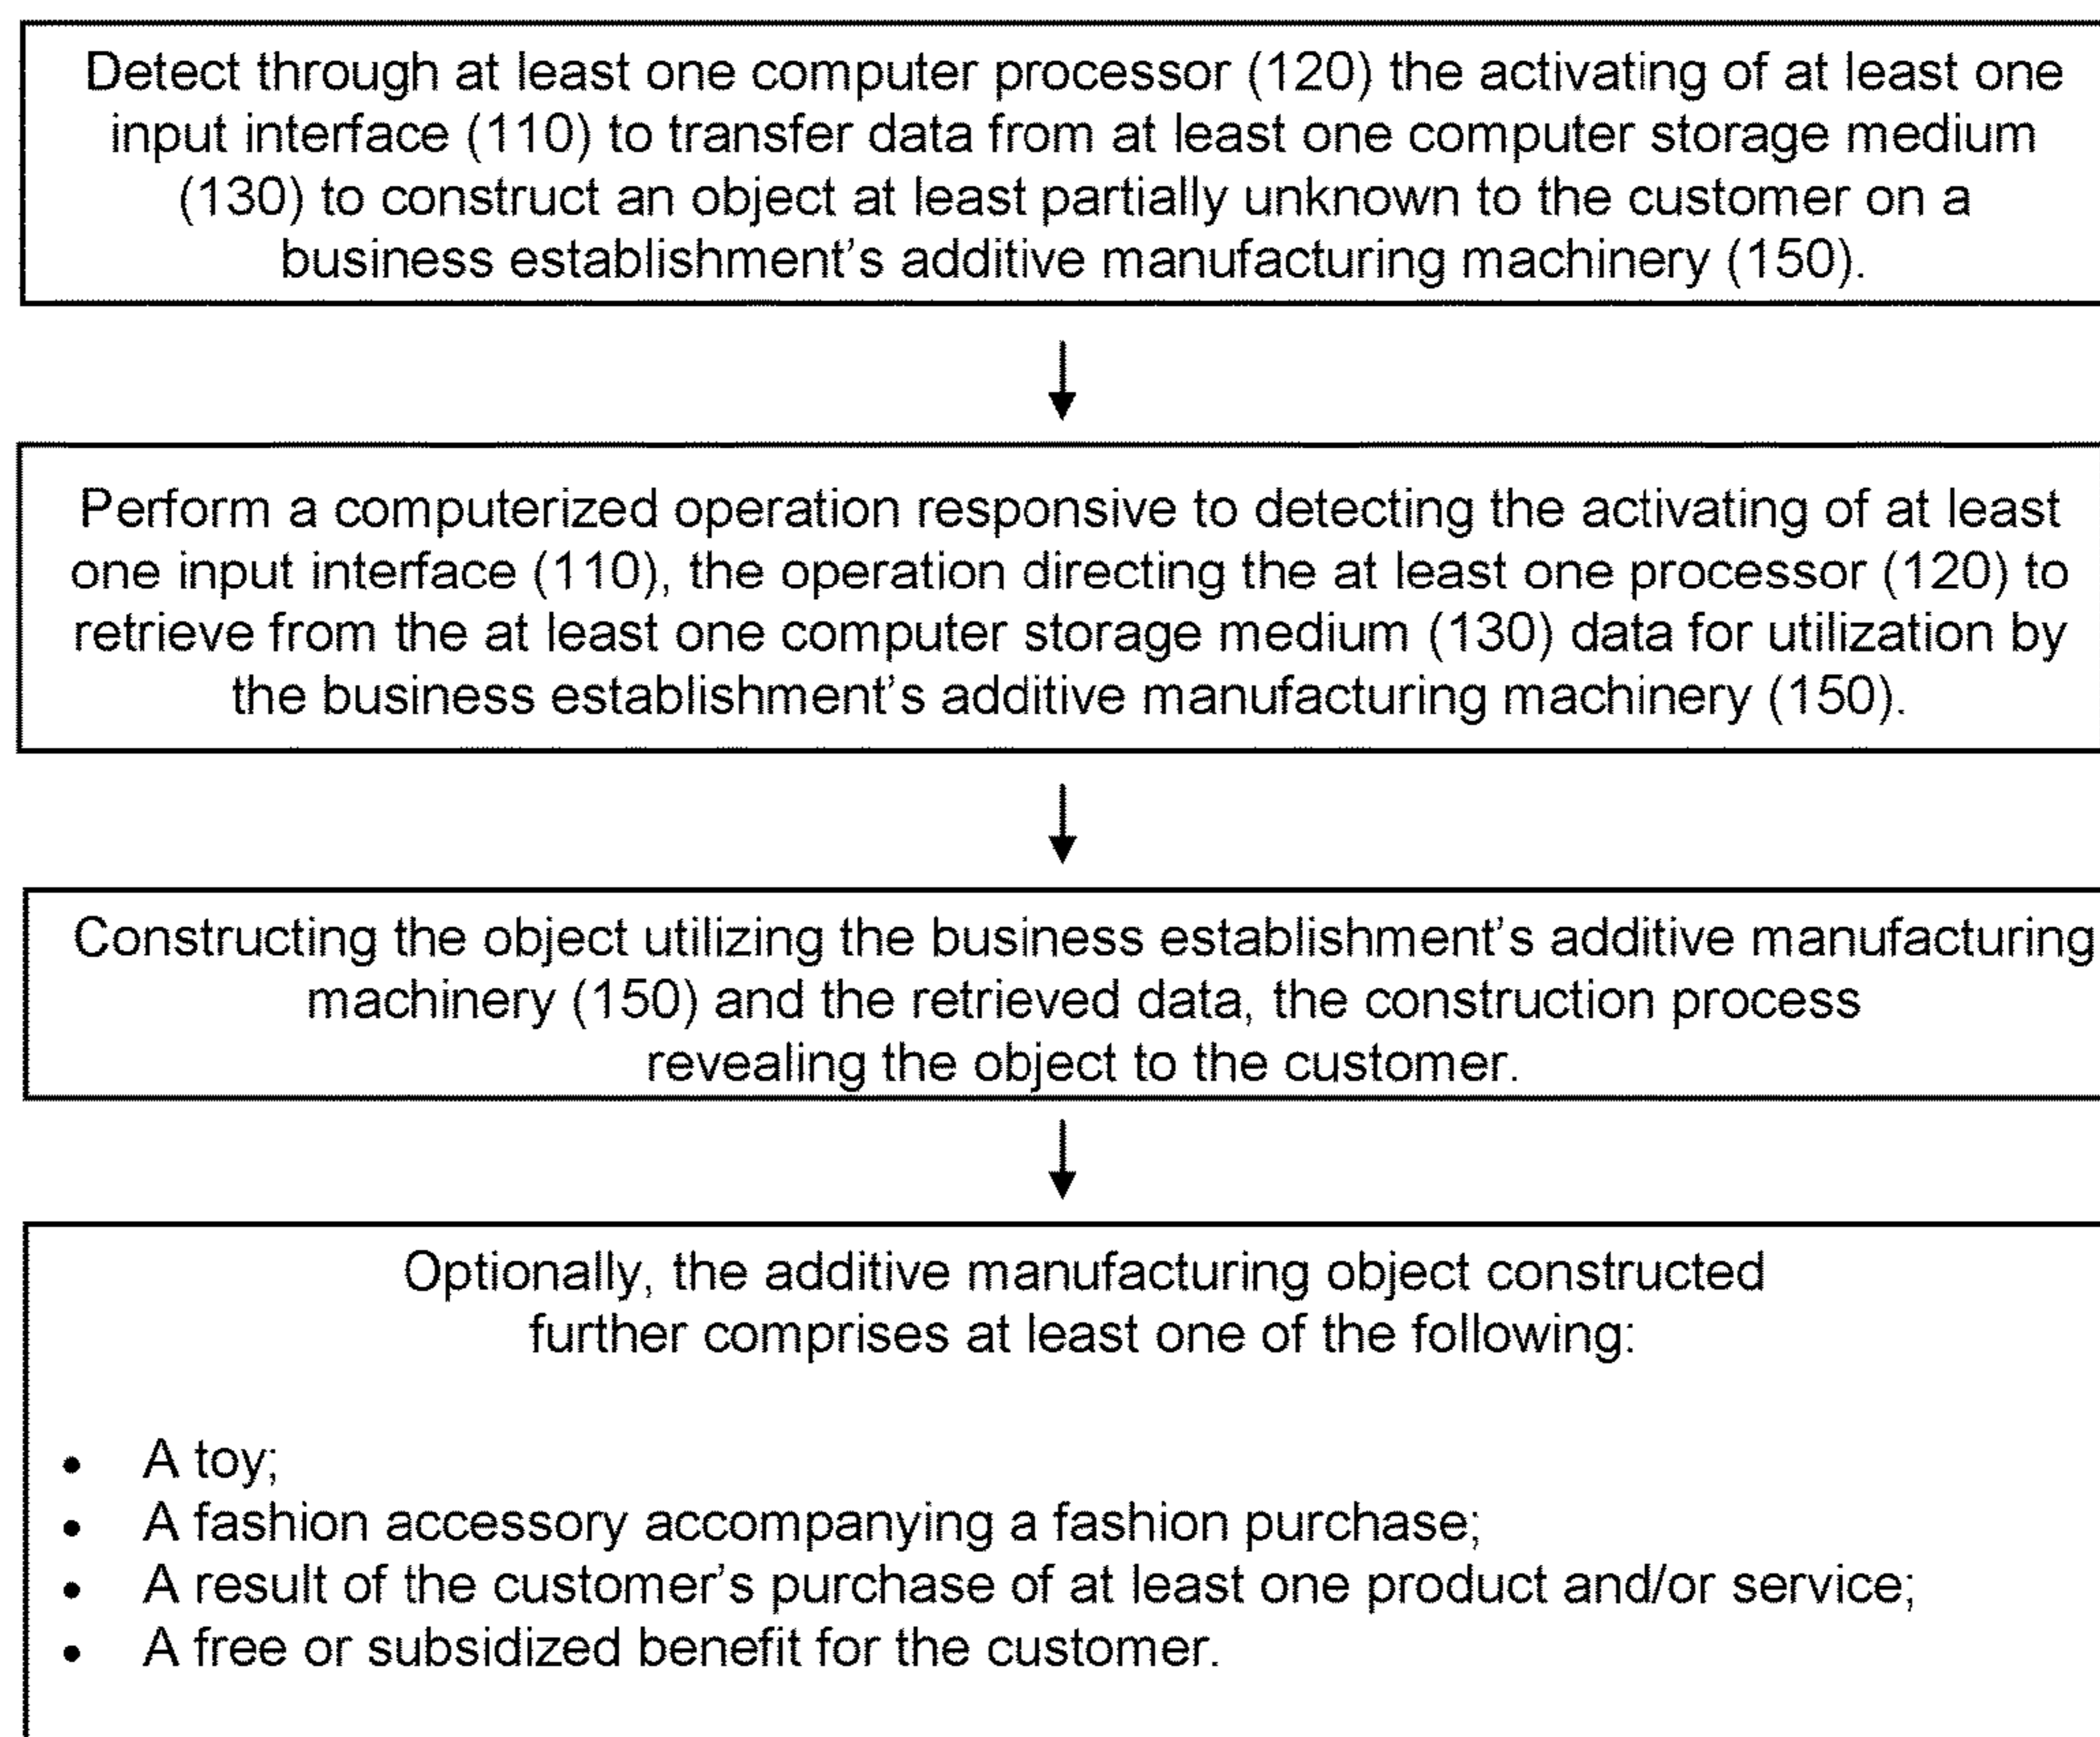 Detect through at least one computer processor (120) the activating of at least one
input interface (110) to transfer data from at least one computer storage medium
(130) to construct an object at least partially unknown to the customer on a
business establishment's additive manufacturing machinery (150).
Perform a computerized operation responsive to detecting the activating of at least
one input interface (110), the operation directing the at least one processor (120) to
retrieve from the at least one computer storage medium (130) data for utilization by
the business establishment's additive manufacturing machinery (150).
Constructing the object utilizing the business establishment's additive manufacturing
machinery (150) and the retrieved data, the construction process
revealing the object to the customer.
Optionally, the additive manufacturing object constructed
further comprises at least one of the following:
• A toy;
• A fashion accessory accompanying a fashion purchase;
• A result of the customer's purchase of at least one product and/or service;
• A free or subsidized benefit for the customer.